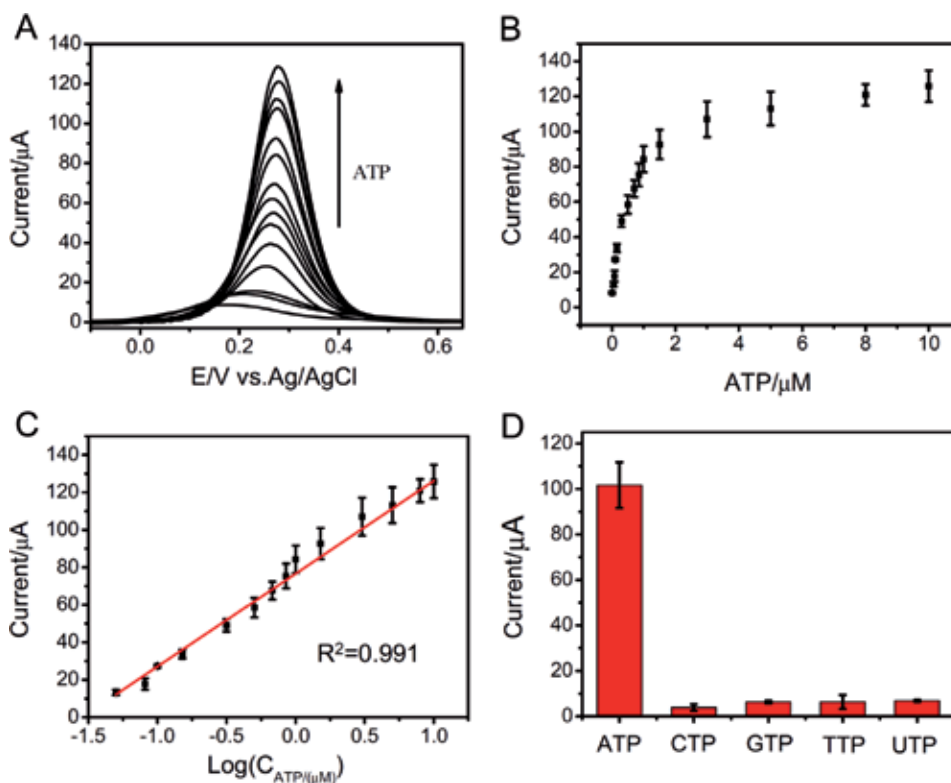 A
140
120
100
80
60
40
20
0
Current/μA
ATP
0.0 0.2 0.4 0.6
E/V vs.Ag/AgCl
B
140
120
100
80
60
40
20
0
Current/μA
0 2 4 6 8 10
ATP/μM
C
140
120
100
80
60
40
20
0
Current/μA
R²=0.991
-1.5 -1.0 -0.5 0.0 0.5 1.0
Log(C_ATP/(μM))
D
120
100
80
60
40
20
0
Current/μA
ATP CTP GTP TTP UTP